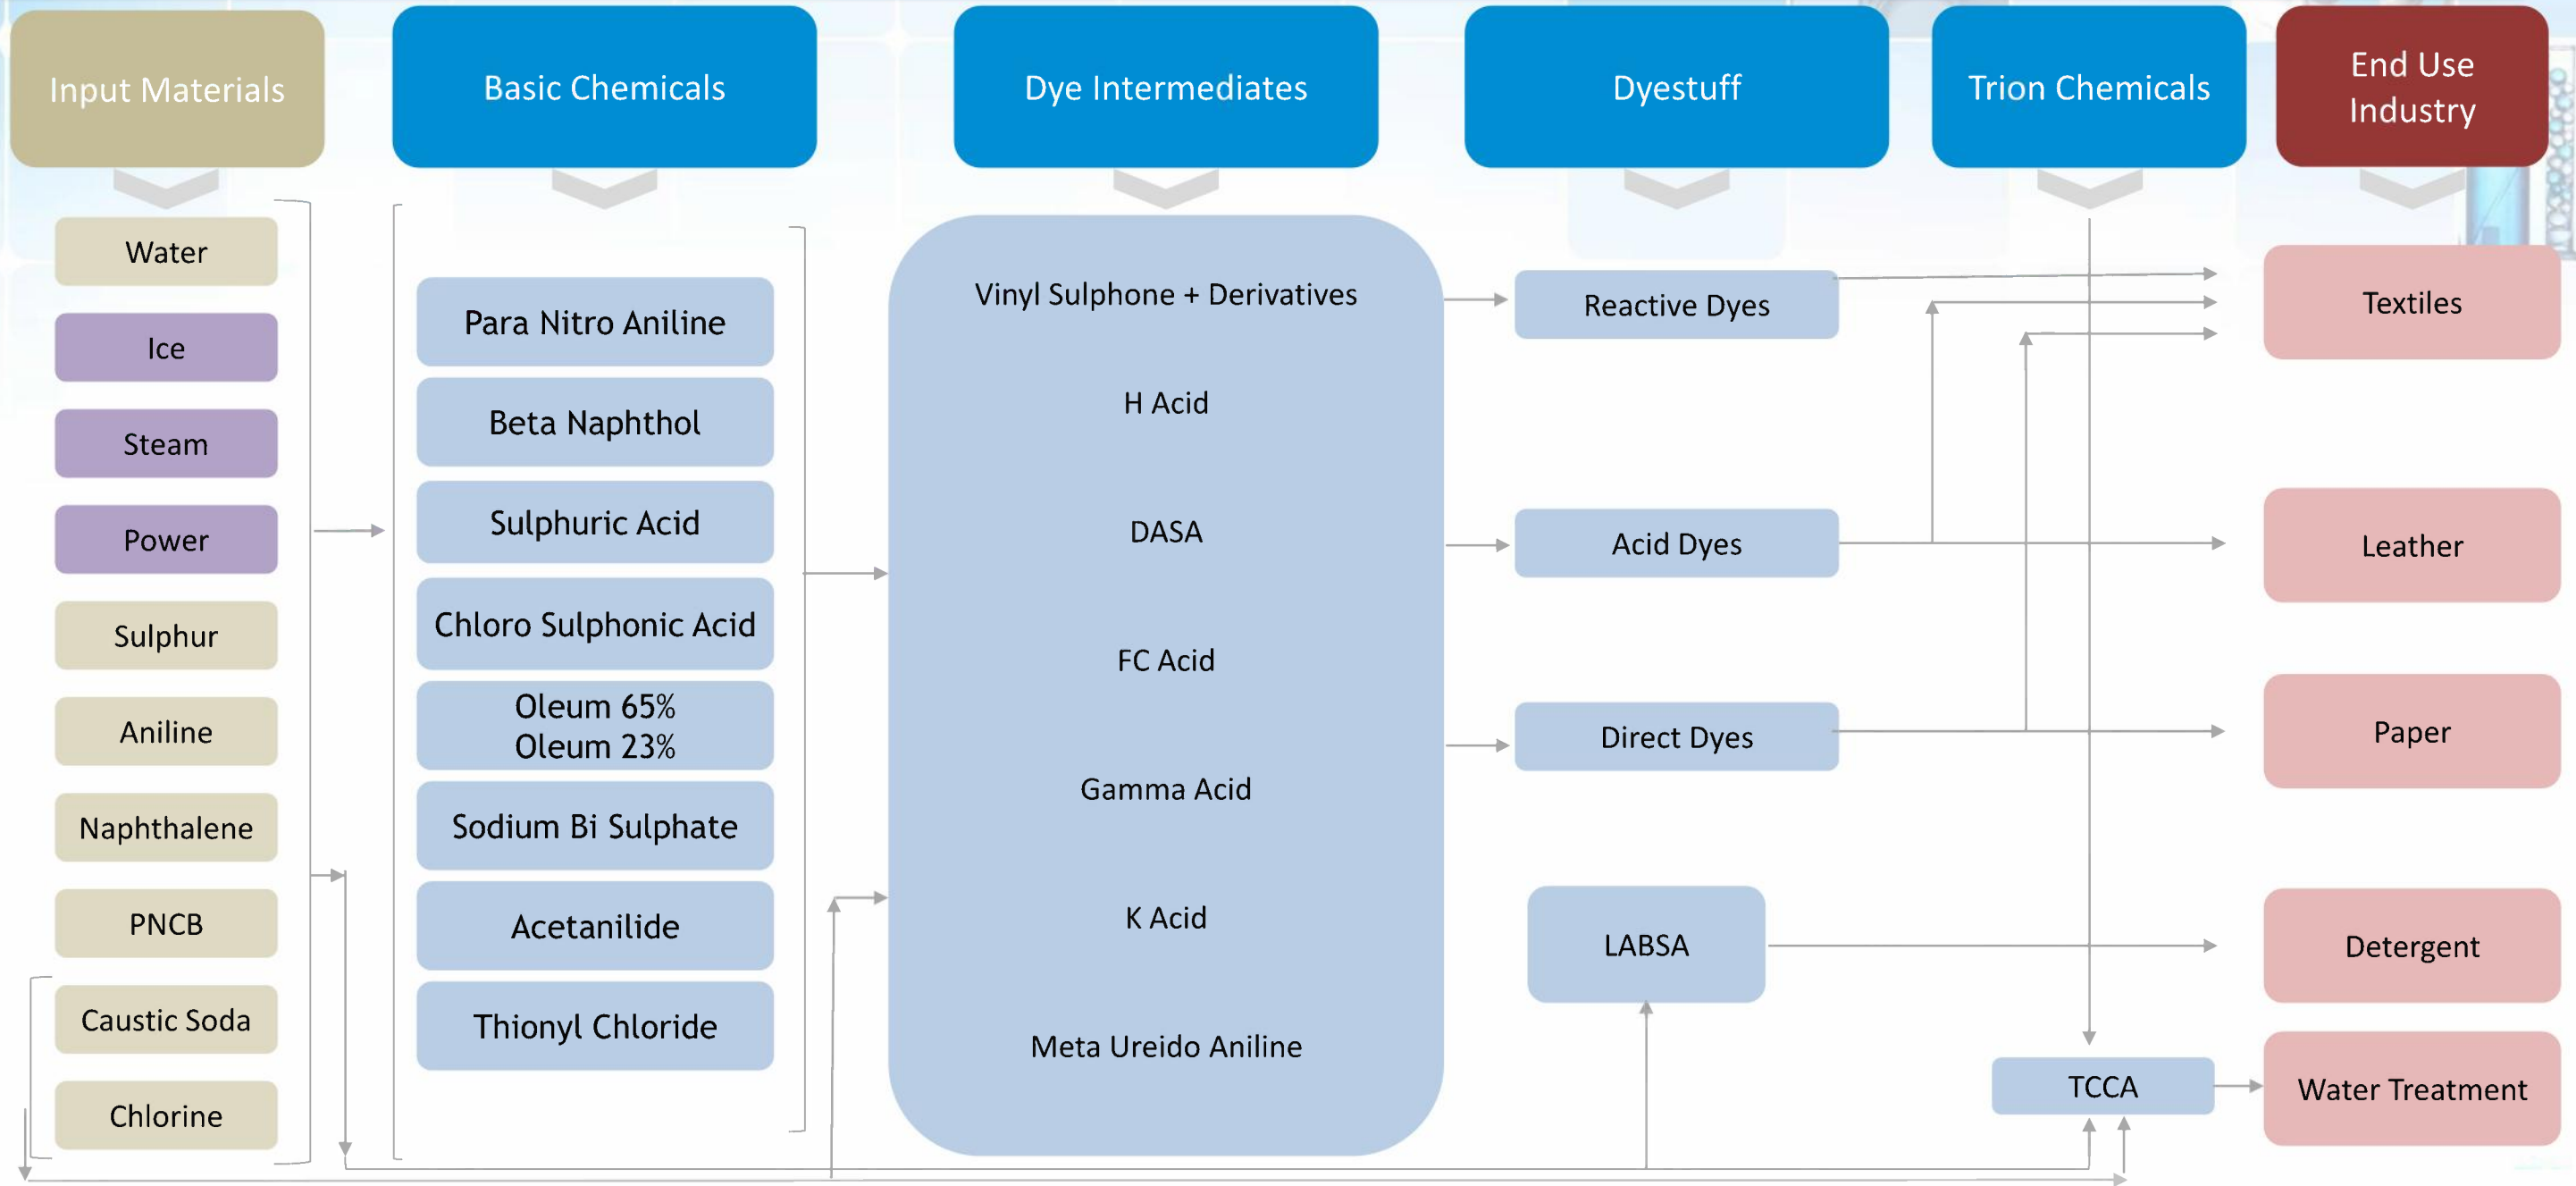 Input Materials
Basic Chemicals
Dye Intermediates
Dyestuff
Trion Chemicals
End Use
Industry
Water
Ice
Steam
Power
Sulphur
Aniline
Naphthalene
PNCB
Caustic Soda
Chlorine
Para Nitro Aniline
Beta Naphthol
Sulphuric Acid
Chloro Sulphonic Acid
Oleum 65%
Oleum 23%
Sodium Bi Sulphate
Acetanilide
Thionyl Chloride
Vinyl Sulphone + Derivatives
H Acid
DASA
FC Acid
Gamma Acid
K Acid
Meta Ureido Aniline
Reactive Dyes
Acid Dyes
Direct Dyes
LABSA
TCCA
Textiles
Leather
Paper
Detergent
Water Treatment